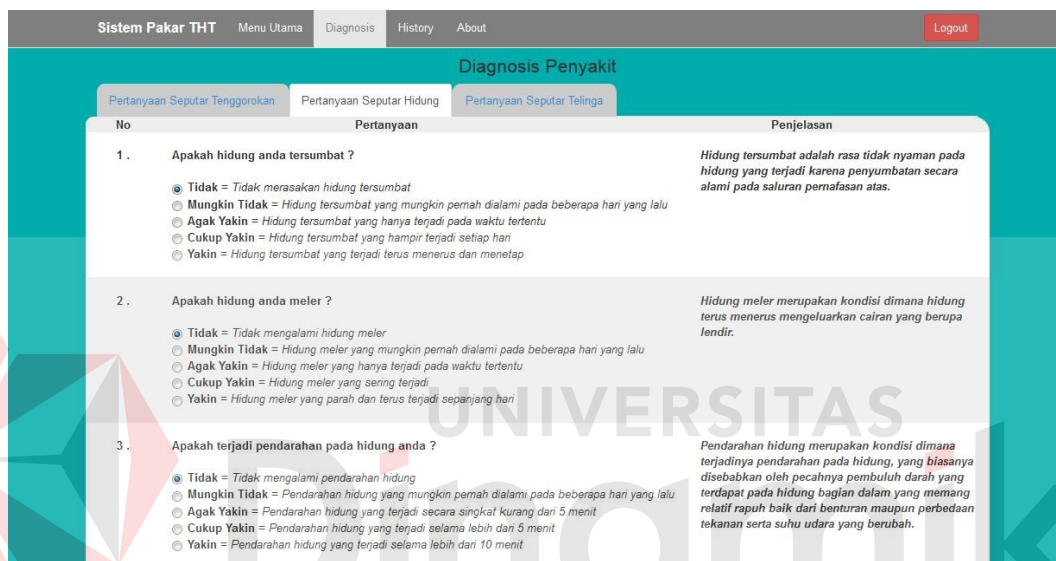 Sistem Pakar THT Menu Utama Diagnosis History About Logout
Diagnosis Penyakit
Pertanyaan Seputar Tenggorokan Pertanyaan Seputar Hidung Pertanyaan Seputar Telinga
No Pertanyaan Penjelasan
1 . Apakah hidung anda tersumbat ?
Tidak = Tidak merasakan hidung tersumbat
Mungkin Tidak = Hidung tersumbat yang mungkin pernah dialami pada beberapa hari yang lalu
Agak Yakin = Hidung tersumbat yang hanya terjadi pada waktu tertentu
Cukup Yakin = Hidung tersumbat yang hampir terjadi setiap hari
Yakin = Hidung tersumbat yang terjadi terus menerus dan menetap
Hidung tersumbat adalah rasa tidak nyaman pada
hidung yang terjadi karena penyumbatan secara
alami pada saluran pernafasan atas.
2 . Apakah hidung anda meler ?
Tidak = Tidak mengalami hidung meler
Mungkin Tidak = Hidung meler yang mungkin pernah dialami pada beberapa hari yang lalu
Agak Yakin = Hidung meler yang hanya terjadi pada waktu tertentu
Cukup Yakin = Hidung meler yang sering terjadi
Yakin = Hidung meler yang parah dan terus terjadi sepanjang hari
Hidung meler merupakan kondisi dimana hidung
terus menerus mengeluarkan cairan yang berupa
lendir.
UNIVERSITAS
3 . Apakah terjadi pendarahan pada hidung anda ?
Tidak = Tidak mengalami pendarahan hidung
Mungkin Tidak = Pendarahan hidung yang mungkin pernah dialami pada beberapa hari yang lalu
Agak Yakin = Pendarahan hidung yang terjadi secara singkat kurang dari 5 menit
Cukup Yakin = Pendarahan hidung yang terjadi selama lebih dari 5 menit
Yakin = Pendarahan hidung yang terjadi selama lebih dari 10 menit
Pendarahan hidung merupakan kondisi dimana
terjadinya pendarahan pada hidung, yang biasanya
disebabkan oleh pecahnya pembuluh darah yang
terdapat pada hidung bagian dalam yang memang
relatif rapuh baik dari benturan maupun perbedaan
tekanan serta suhu udara yang berubah.
Dinamik